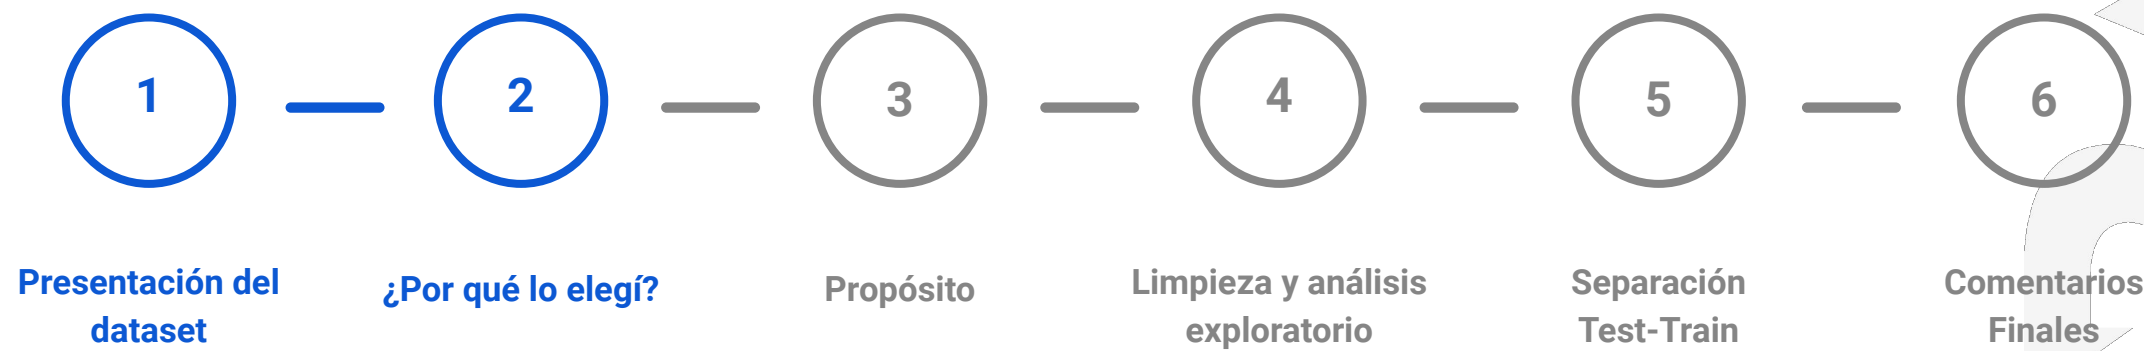 1
2
3
4
5
6
Presentación del
dataset
¿Por qué lo elegí?
Propósito
Limpieza y análisis
exploratorio
Separación
Test-Train
Comentarios
Finales